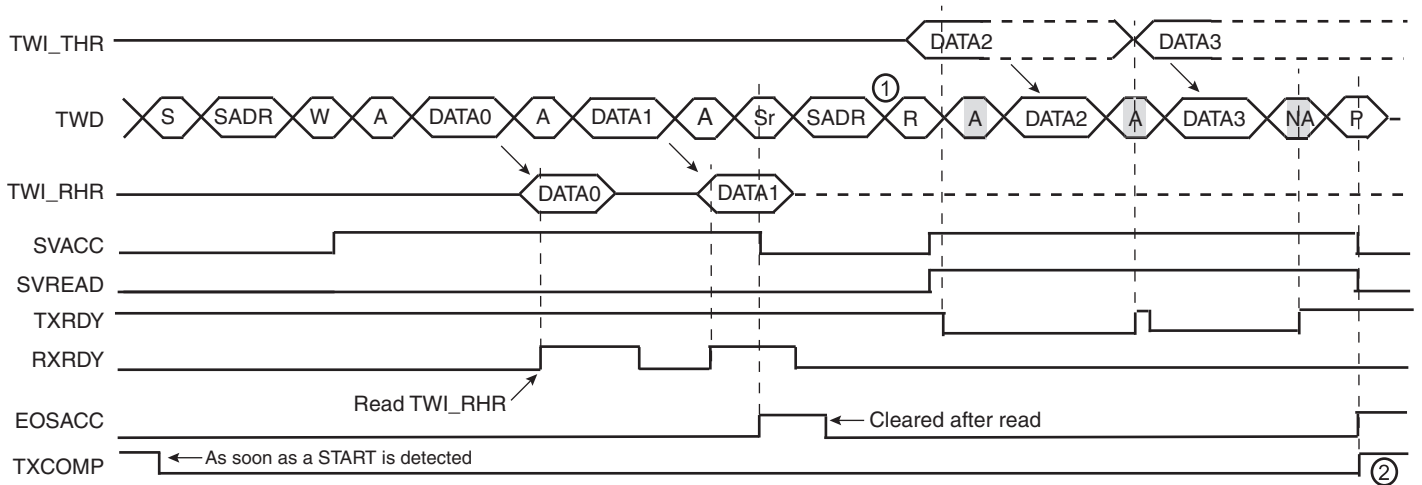 TWI_THR DATA2 DATA3
①
TWD S SADR W A DATA0 A DATA1 A Sr SADR R A DATA2 A DATA3 NA P
TWI_RHR DATA0 DATA1
SVACC
SVREAD
TXRDY
RXRDY
Read TWI_RHR
EOSACC Cleared after read
TXCOMP As soon as a START is detected ②